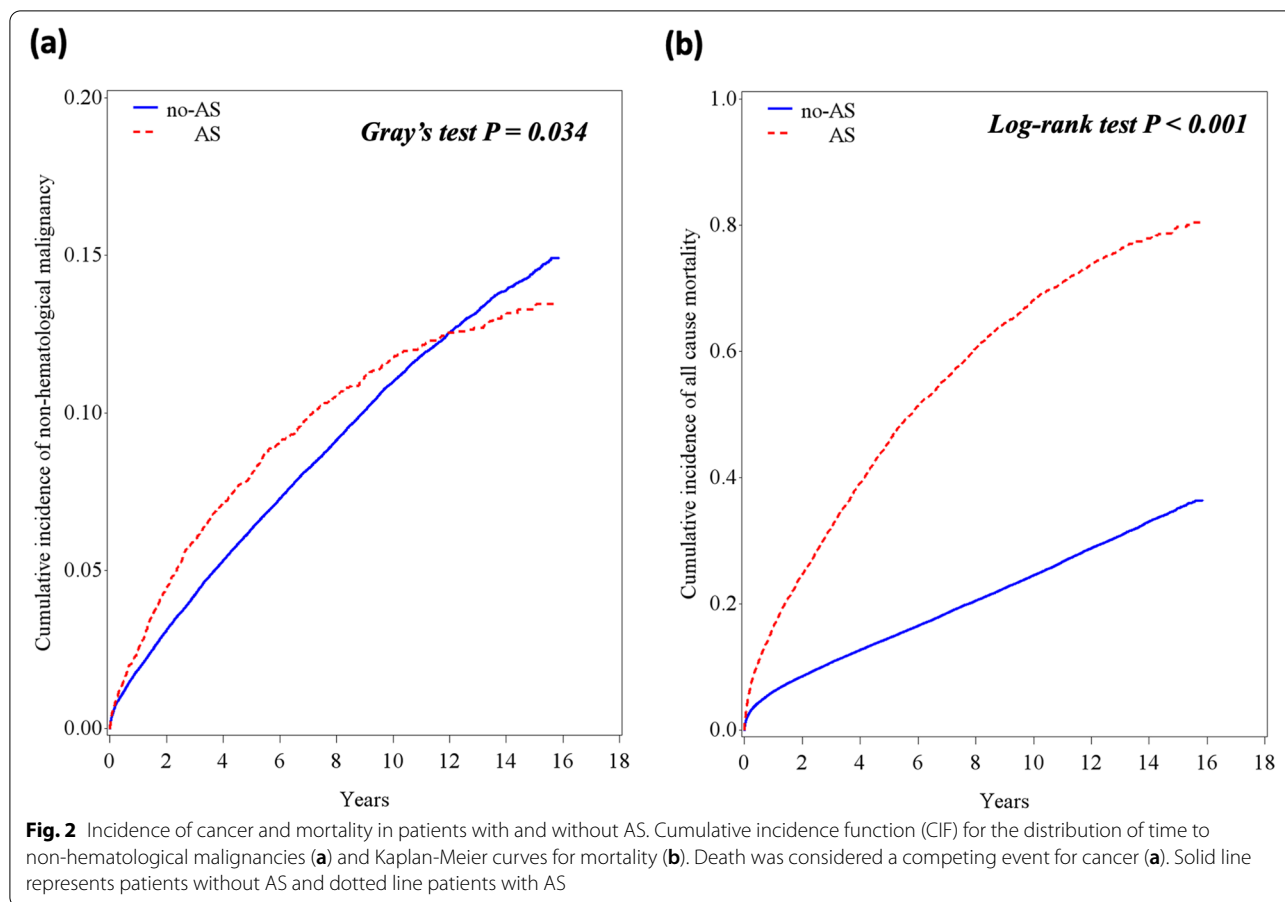 (a)
Cumulative incidence of non-hematological malignancy
0.20
0.15
0.10
0.05
0.00
no-AS
AS
Gray's test P = 0.034
0 2 4 6 8 10 12 14 16 18
Years
(b)
Cumulative incidence of all cause mortality
1.0
0.8
0.6
0.4
0.2
0.0
no-AS
AS
Log-rank test P < 0.001
0 2 4 6 8 10 12 14 16 18
Years
Fig. 2 Incidence of cancer and mortality in patients with and without AS. Cumulative incidence function (CIF) for the distribution of time to
non-hematological malignancies (a) and Kaplan-Meier curves for mortality (b). Death was considered a competing event for cancer (a). Solid line
represents patients without AS and dotted line patients with AS